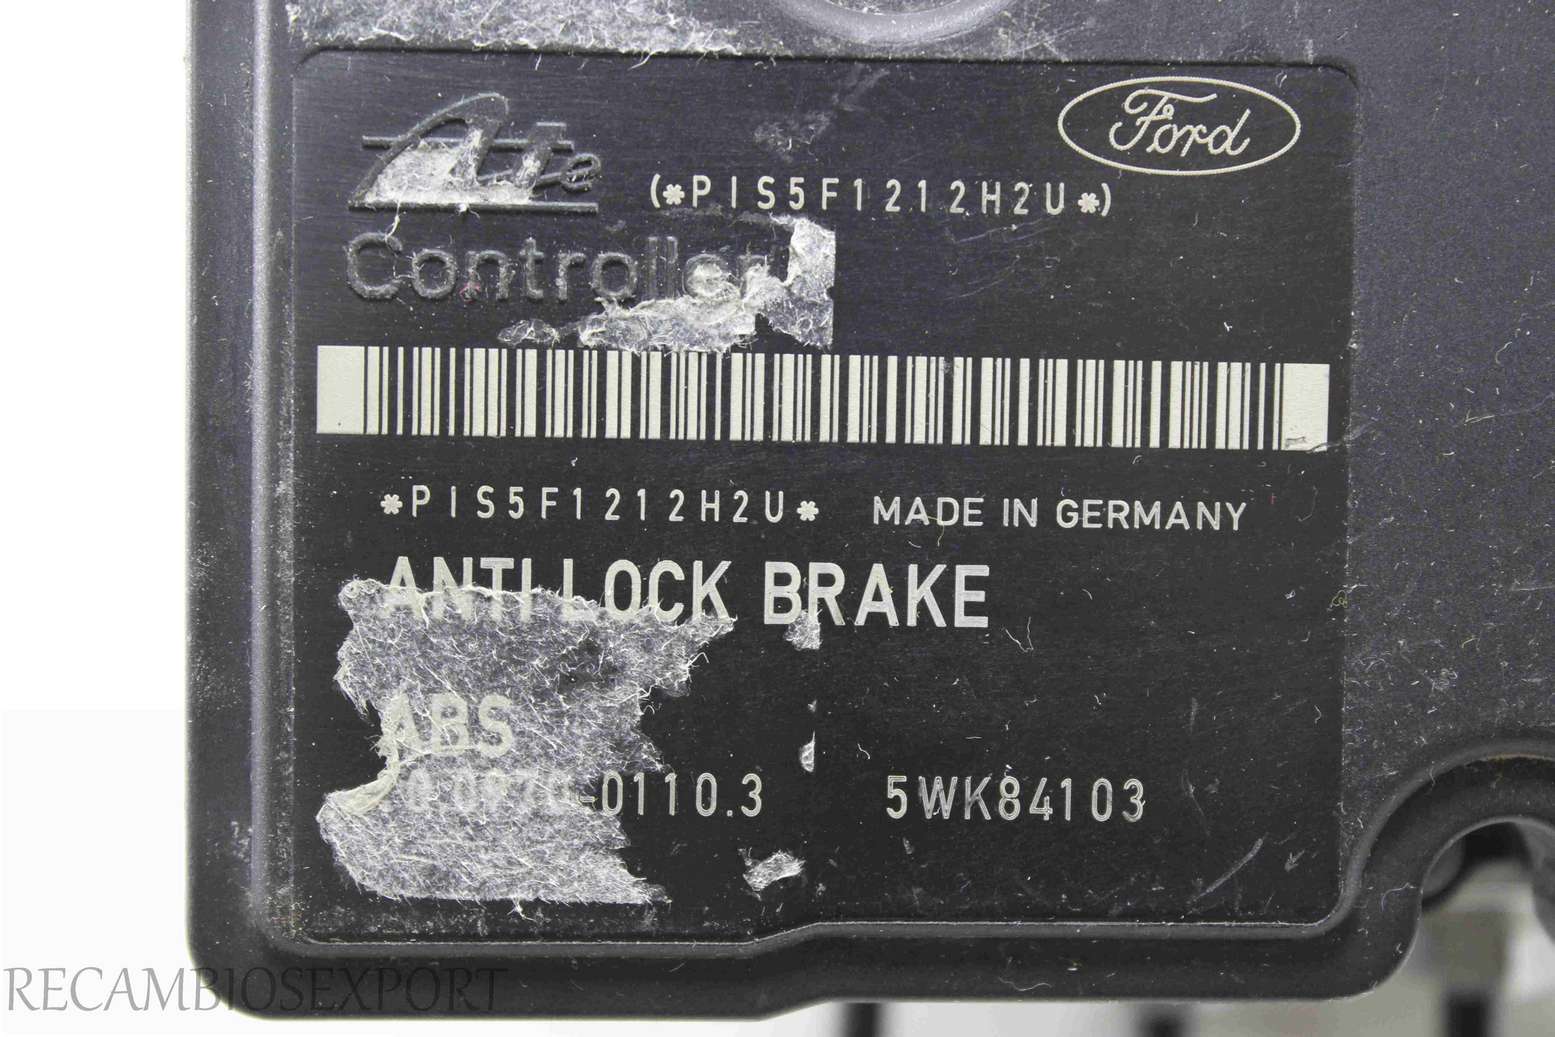 Ate
Ford
(*PIS5F1212H2U*)
Controller
*PIS5F1212H2U* MADE IN GERMANY
ANTI LOCK BRAKE
ABS
-0110.3 5WK84103
RECAMBIOSEXPORT